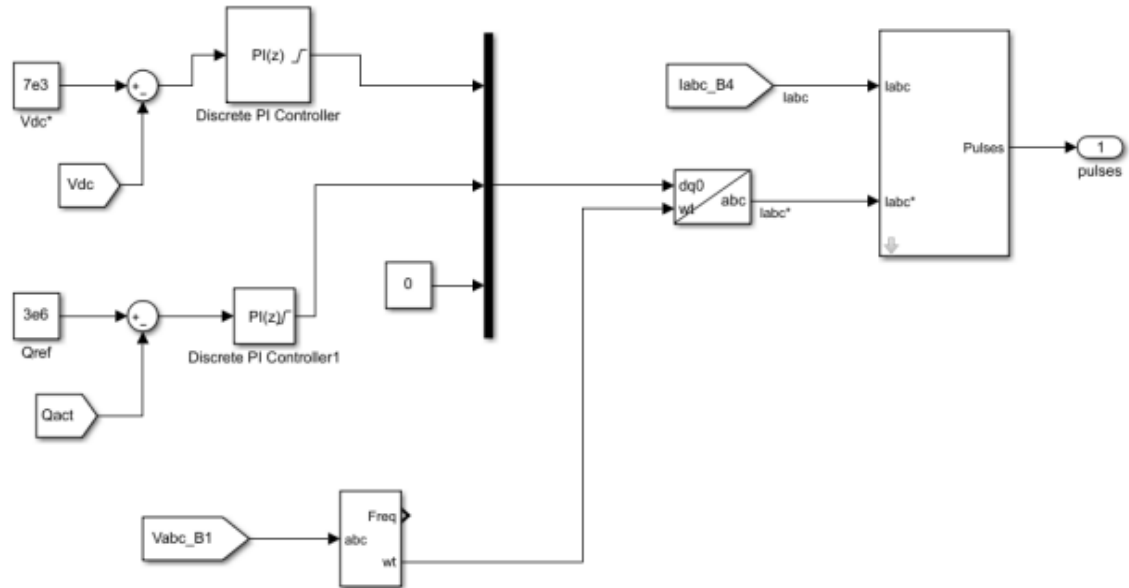 7e3
+
−
PI(z)
Discrete PI Controller
Vdc*
Vdc
Iabc_B4
Iabc
Iabc
Pulses
1
pulses
dq0
wt
abc
Iabc*
Iabc*
0
3e6
+
−
PI(z)
Qref
Discrete PI Controller1
Qact
Vabc_B1
Freq
abc
wt